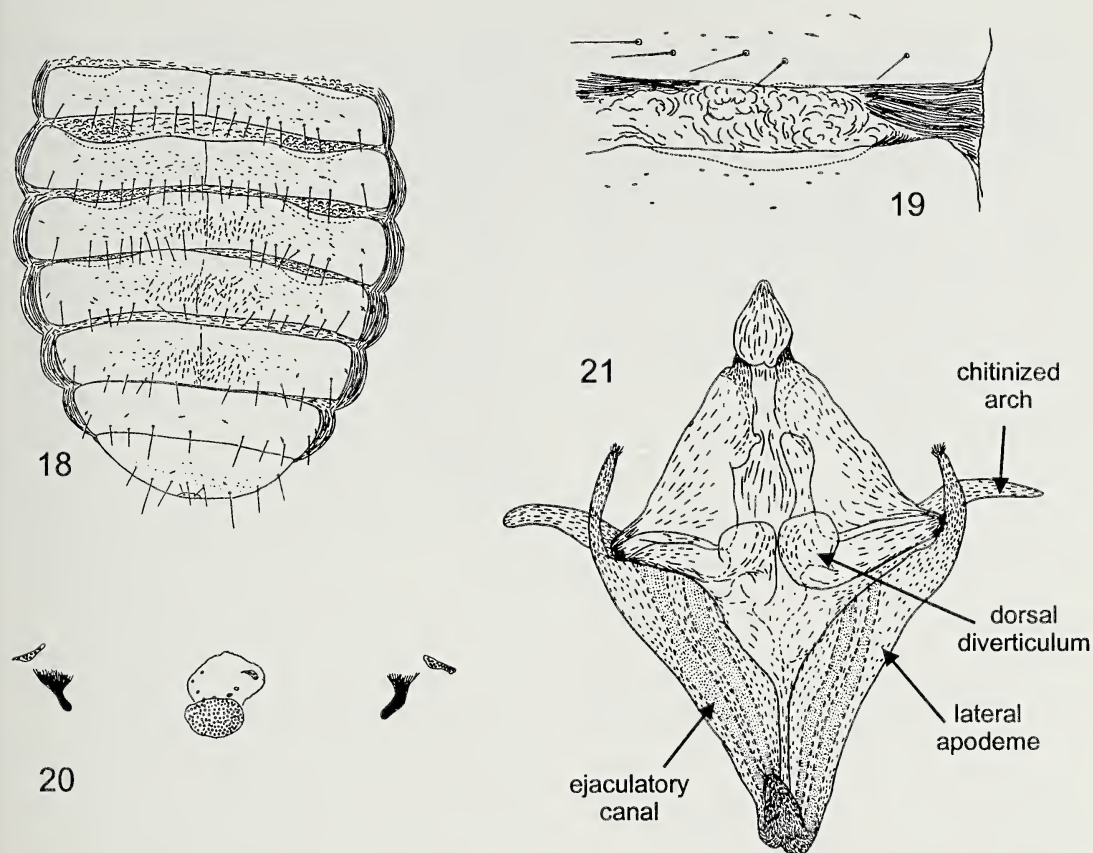 18
19
20
21
chitinized
arch
dorsal
diverticulum
lateral
apodeme
ejaculatory
canal